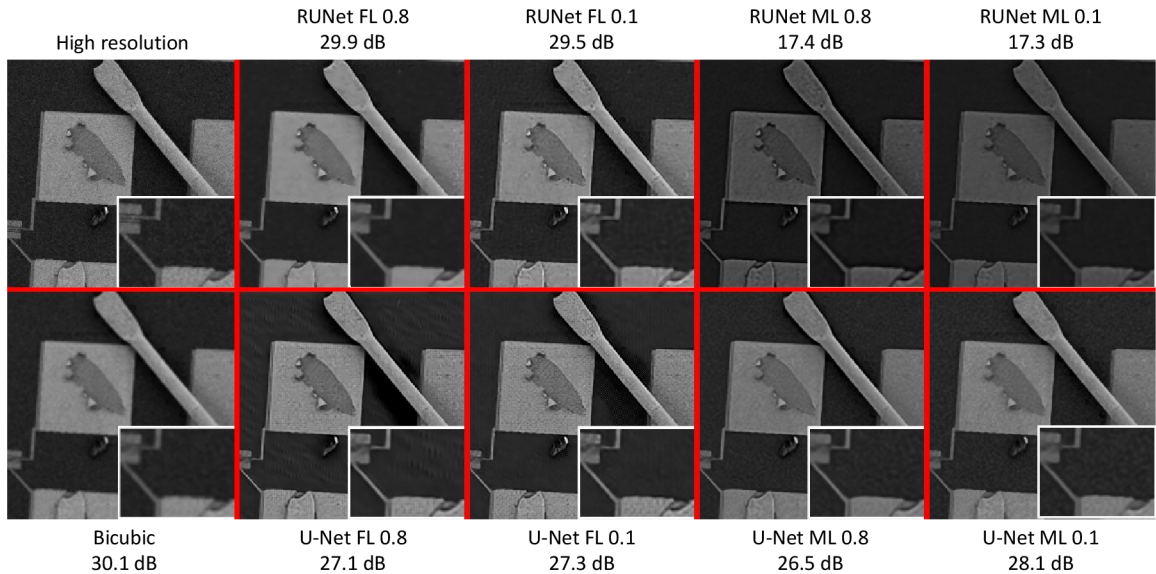 High resolution
RUNet FL 0.8
29.9 dB
RUNet FL 0.1
29.5 dB
RUNet ML 0.8
17.4 dB
RUNet ML 0.1
17.3 dB
Bicubic
30.1 dB
U-Net FL 0.8
27.1 dB
U-Net FL 0.1
27.3 dB
U-Net ML 0.8
26.5 dB
U-Net ML 0.1
28.1 dB